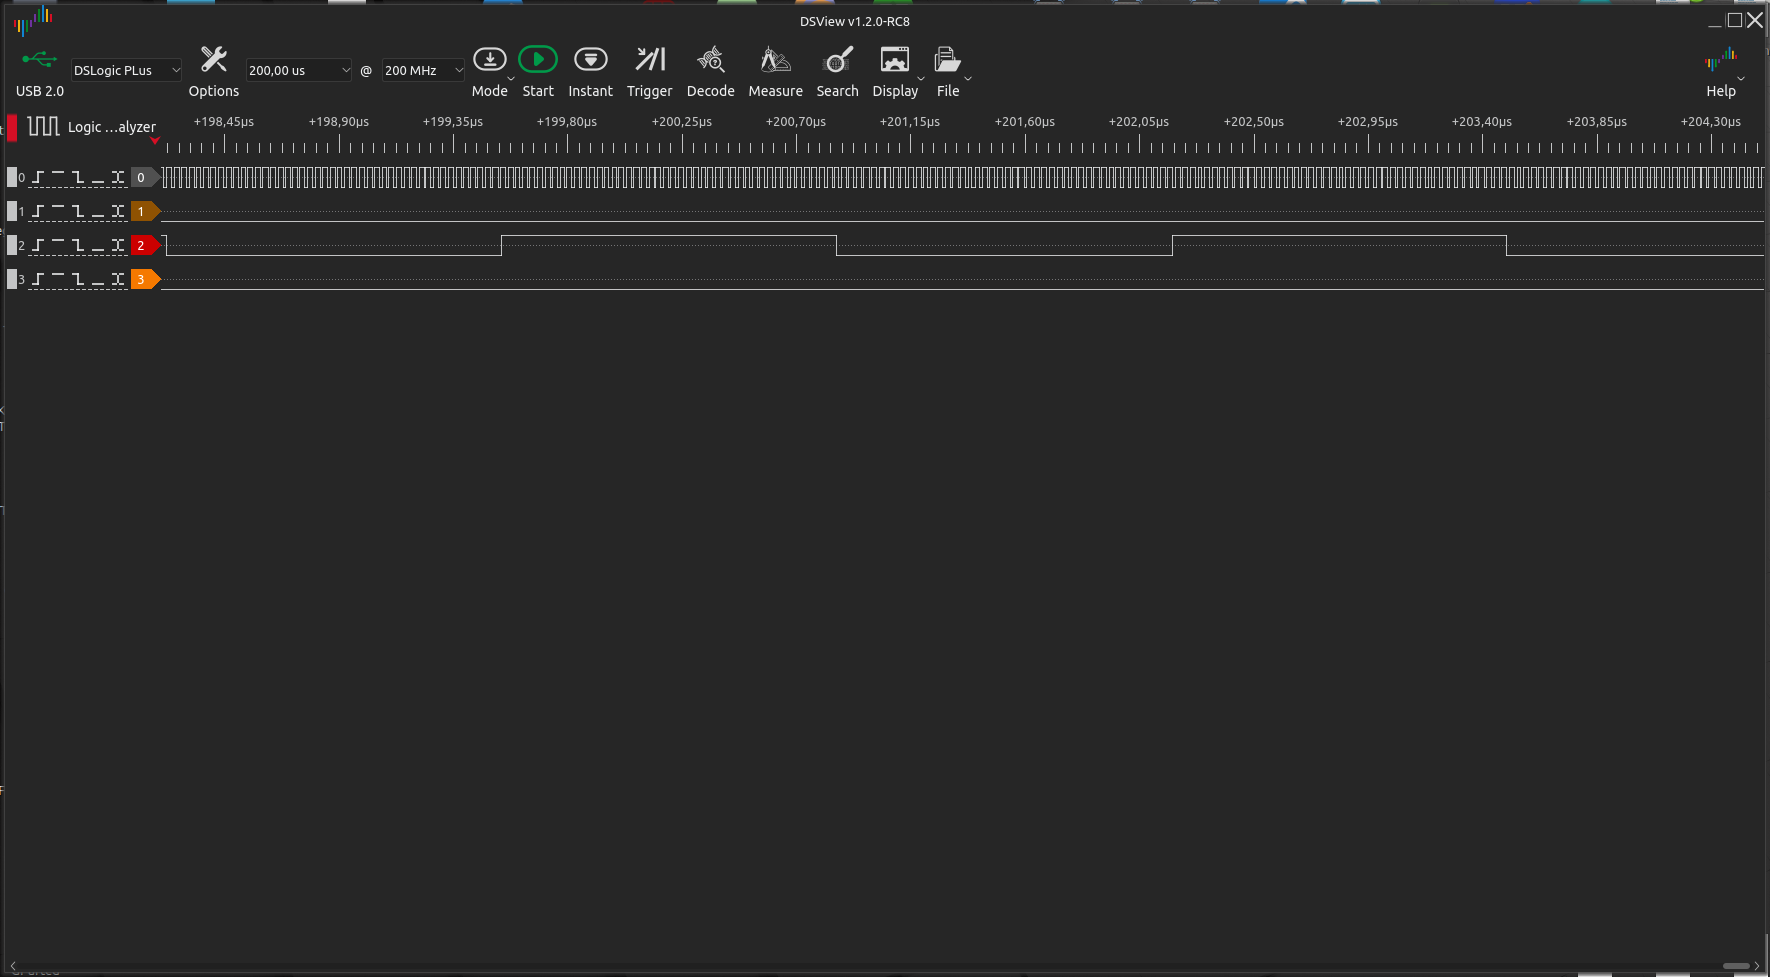 DSView v1.2.0-RC8
DSLogic PLus
200,00 us
@
200 MHz
USB 2.0
Options
Mode
Start
Instant
Trigger
Decode
Measure
Search
Display
File
Help
Logic ...alyzer
+198,45µs
+198,90µs
+199,35µs
+199,80µs
+200,25µs
+200,70µs
+201,15µs
+201,60µs
+202,05µs
+202,50µs
+202,95µs
+203,40µs
+203,85µs
+204,30µs
0
0
1
1
2
2
3
3